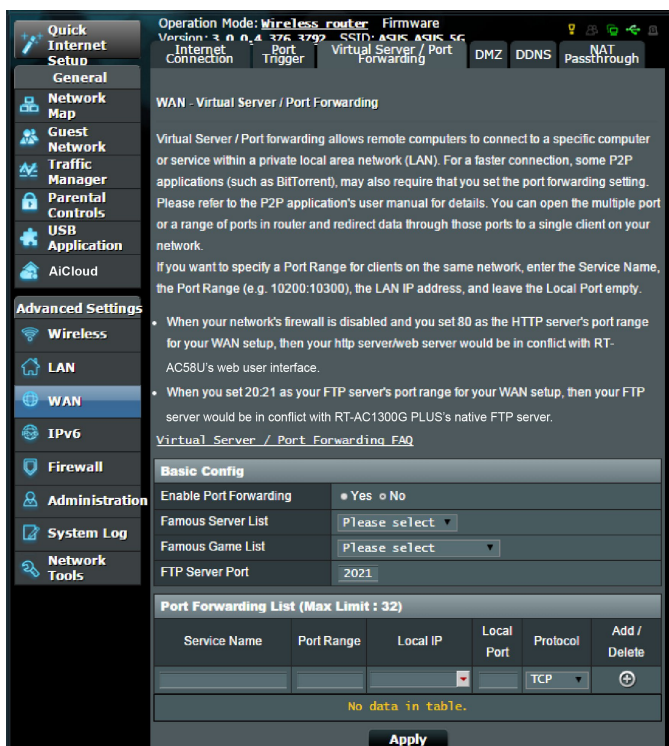 Quick
Internet
Setup
General
Network
Map
Guest
Network
Traffic
Manager
Parental
Controls
USB
Application
AiCloud
Advanced Settings
Wireless
LAN
WAN
IPv6
Firewall
Administration
System Log
Network
Tools
Operation Mode: Wireless router Firmware
Version: 3.0.0.4.376.3792 SSID: ASUS ASUS_5G
Internet Connection
Port Trigger
Virtual Server / Port Forwarding
DMZ
DDNS
NAT Passthrough
WAN - Virtual Server / Port Forwarding
Virtual Server / Port forwarding allows remote computers to connect to a specific computer
or service within a private local area network (LAN). For a faster connection, some P2P
applications (such as BitTorrent), may also require that you set the port forwarding setting.
Please refer to the P2P application's user manual for details. You can open the multiple port
or a range of ports in router and redirect data through those ports to a single client on your
network.
If you want to specify a Port Range for clients on the same network, enter the Service Name,
the Port Range (e.g. 10200:10300), the LAN IP address, and leave the Local Port empty.
• When your network's firewall is disabled and you set 80 as the HTTP server's port range
for your WAN setup, then your http server/web server would be in conflict with RT-
AC58U's web user interface.
• When you set 20:21 as your FTP server's port range for your WAN setup, then your FTP
server would be in conflict with RT-AC1300G PLUS's native FTP server.
Virtual Server / Port Forwarding FAQ
Basic Config
Enable Port Forwarding Yes No
Famous Server List Please select
Famous Game List Please select
FTP Server Port 2021
Port Forwarding List (Max Limit : 32)
Service Name Port Range Local IP Local Port Protocol Add / Delete
TCP
No data in table.
Apply